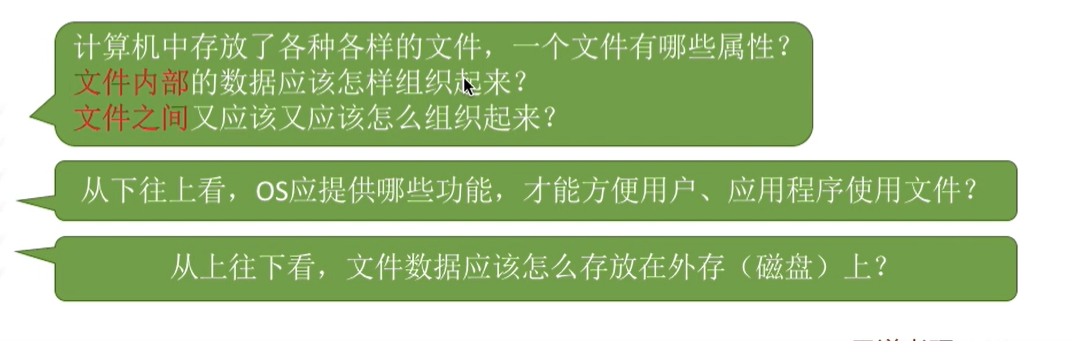 计算机中存放了各种各样的文件，一个文件有哪些属性？
文件内部的数据应该怎样组织起来？
文件之间又应该又应该怎么组织起来？
从下往上看，OS应提供哪些功能，才能方便用户、应用程序使用文件？
从上往下看，文件数据应该怎么存放在外存（磁盘）上？